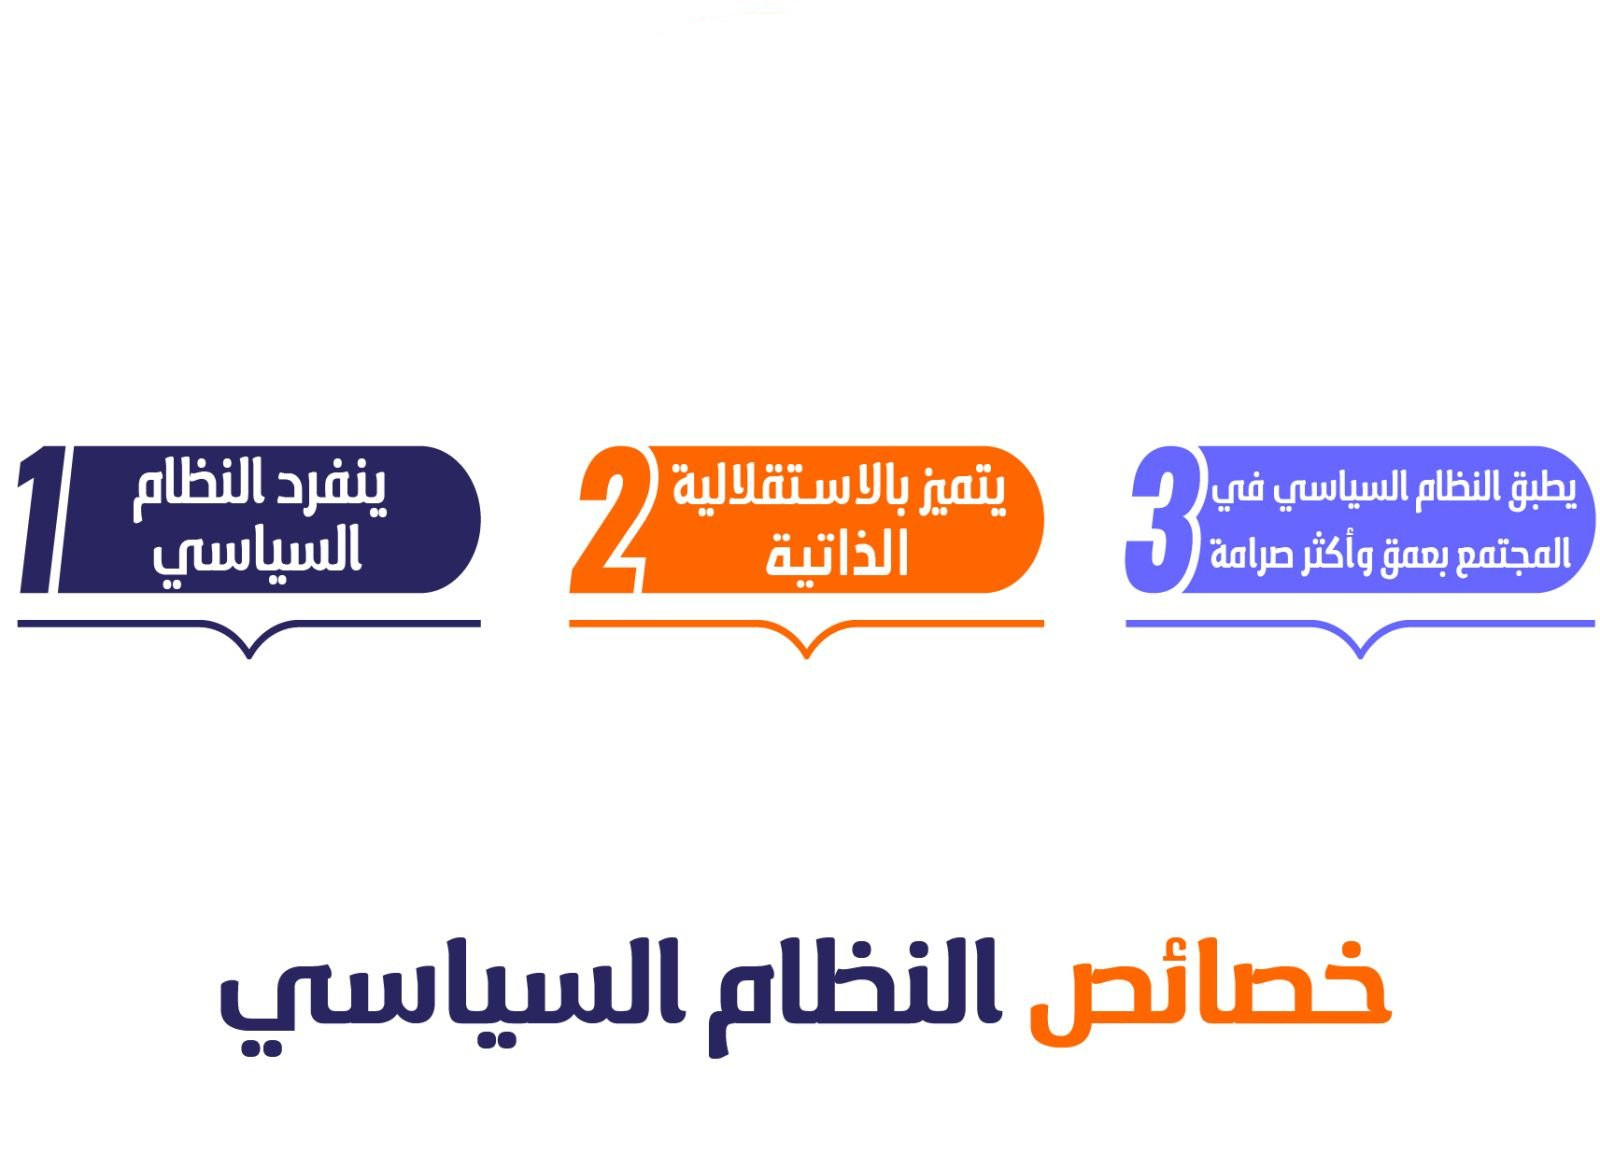 1
ينفرد النظام
السياسي
2
يتميز بالاستقلالية
الذاتية
3
يطبق النظام السياسي في
المجتمع بعمق وأكثر صرامة
خصائص النظام السياسي